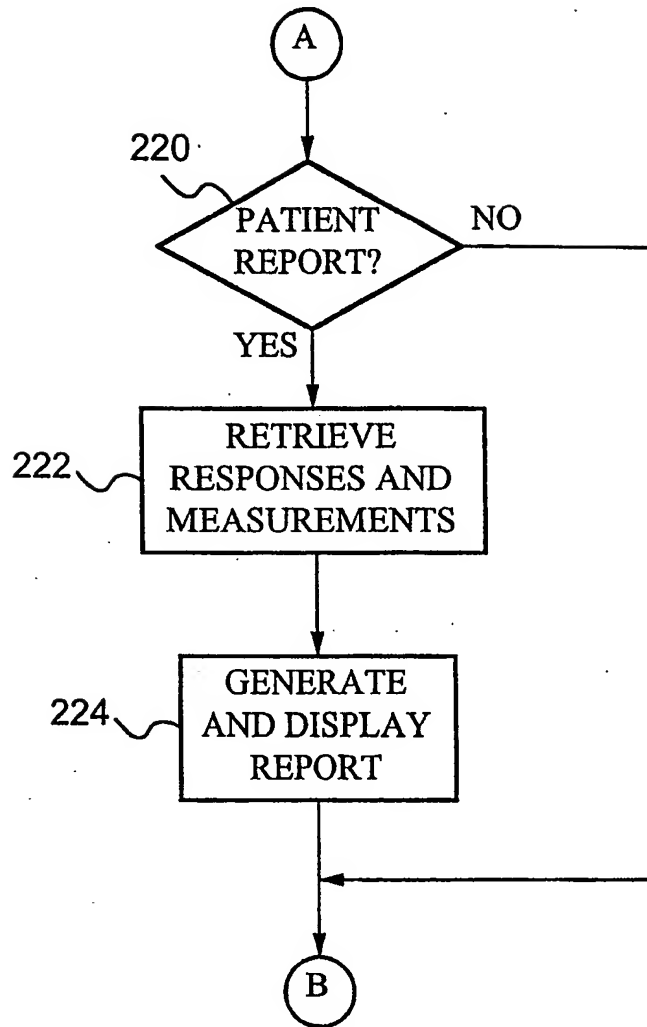 A
220
PATIENT
REPORT?
NO
YES
222
RETRIEVE
RESPONSES AND
MEASUREMENTS
224
GENERATE
AND DISPLAY
REPORT
B